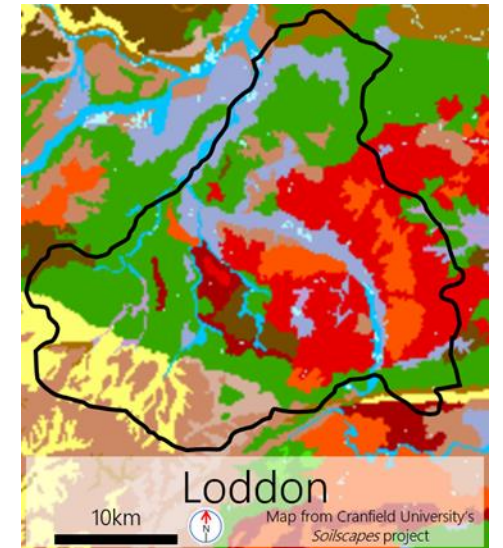 Loddon
10km
N
Map from Cranfield University's
Soilscapes project